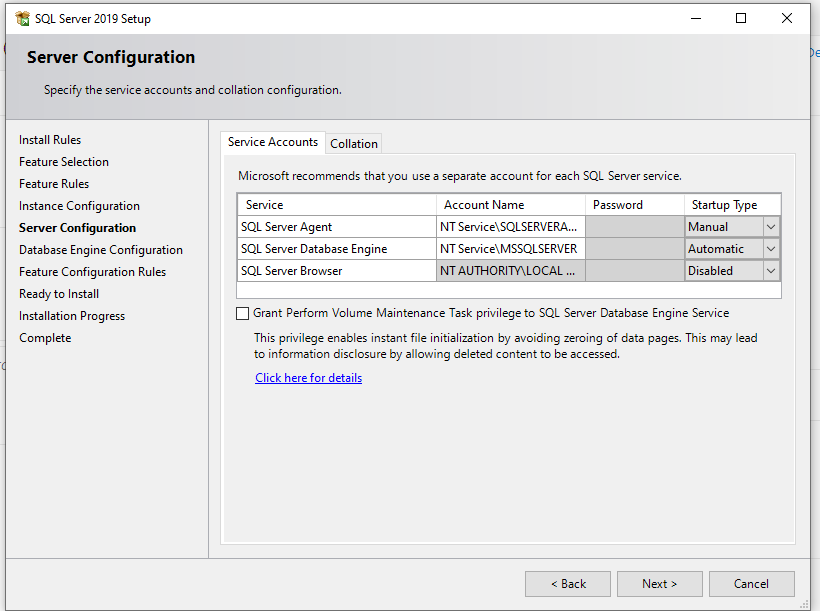 SQL Server 2019 Setup
Server Configuration
Specify the service accounts and collation configuration.
Install Rules
Feature Selection
Feature Rules
Instance Configuration
Server Configuration
Database Engine Configuration
Feature Configuration Rules
Ready to Install
Installation Progress
Complete
Service Accounts Collation
Microsoft recommends that you use a separate account for each SQL Server service.
Service Account Name Password Startup Type
SQL Server Agent NT Service\SQLSERVERA... Manual
SQL Server Database Engine NT Service\MSSQLSERVER Automatic
SQL Server Browser NT AUTHORITY\LOCAL ... Disabled
Grant Perform Volume Maintenance Task privilege to SQL Server Database Engine Service
This privilege enables instant file initialization by avoiding zeroing of data pages. This may lead
to information disclosure by allowing deleted content to be accessed.
Click here for details
< Back Next > Cancel